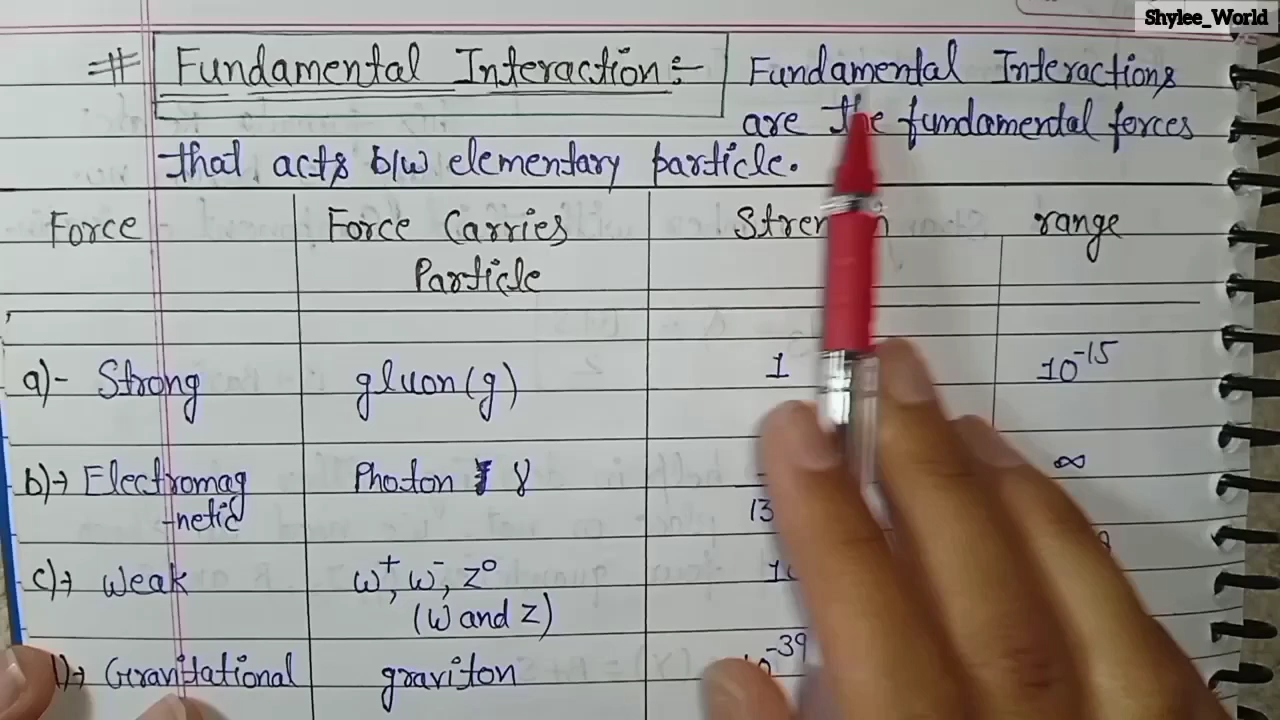 Shylee_World
# Fundamental Interaction :- Fundamental Interactions
are the fundamental forces
that acts b/w elementary particle.
Force Force Carries range
Particle
a)- Strong gluon(g) 1 10⁻¹⁵
b)→ Electromag Photon γ ∞
-netic
c)→ Weak W⁺, W⁻, Z⁰
(W and Z)
Gravitational graviton